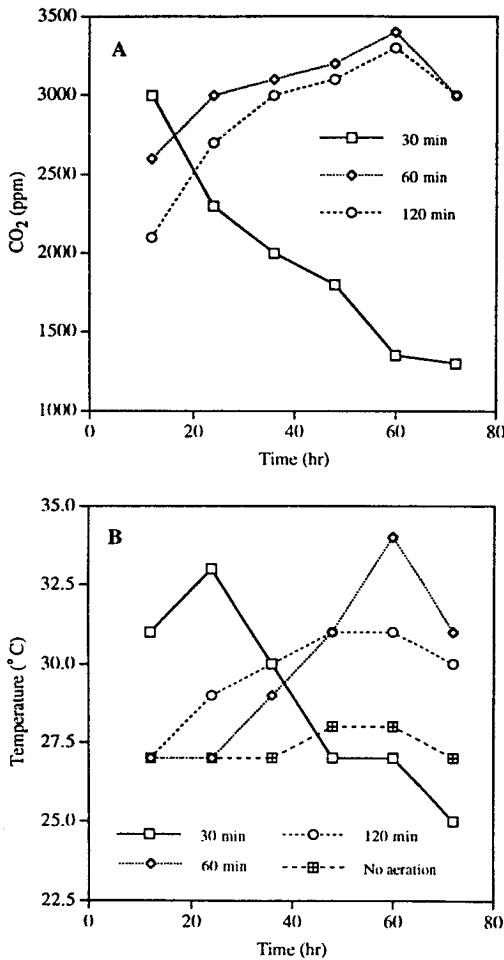 3500
A
3000
30 min
2500
60 min
120 min
CO2 (ppm)
2000
1500
1000
0 20 40 60 80
Time (hr)
35.0
B
32.5
30.0
Temperature (°C)
27.5
25.0
30 min 120 min
60 min No aeration
22.5
0 20 40 60 80
Time (hr)